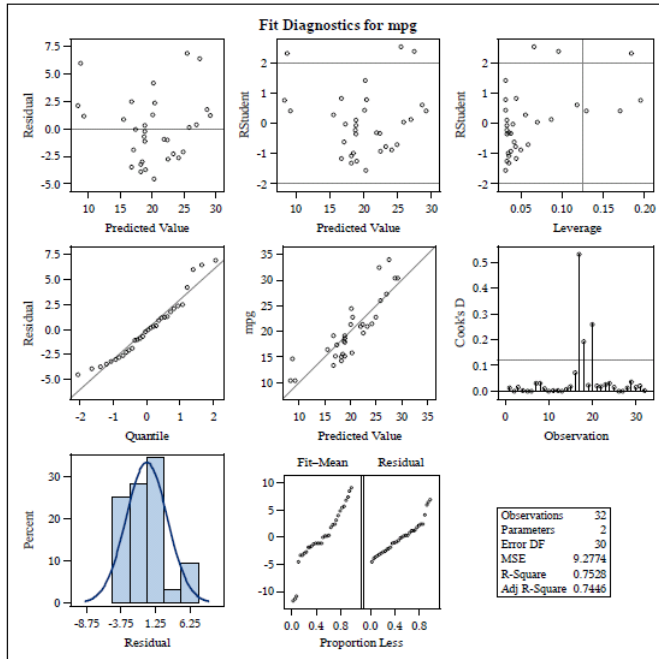 Fit Diagnostics for mpg
7.5
5.0
2.5
0.0
-2.5
-5.0
Residual
10 15 20 25 30
Predicted Value
2
1
0
-1
-2
RStudent
10 15 20 25 30
Predicted Value
2
1
0
-1
-2
RStudent
0.05 0.10 0.15 0.20
Leverage
7.5
5.0
2.5
0.0
-2.5
-5.0
Residual
-2 -1 0 1 2
Quantile
35
30
25
20
15
10
mpg
10 15 20 25 30 35
Predicted Value
0.5
0.4
0.3
0.2
0.1
0.0
Cook's D
0 10 20 30
Observation
30
20
10
0
Percent
-8.75 -3.75 1.25 6.25
Residual
Fit–Mean Residual
10
5
0
-5
-10
0.0 0.4 0.8 0.0 0.4 0.8
Proportion Less
Observations 32
Parameters 2
Error DF 30
MSE 9.2774
R-Square 0.7528
Adj R-Square 0.7446